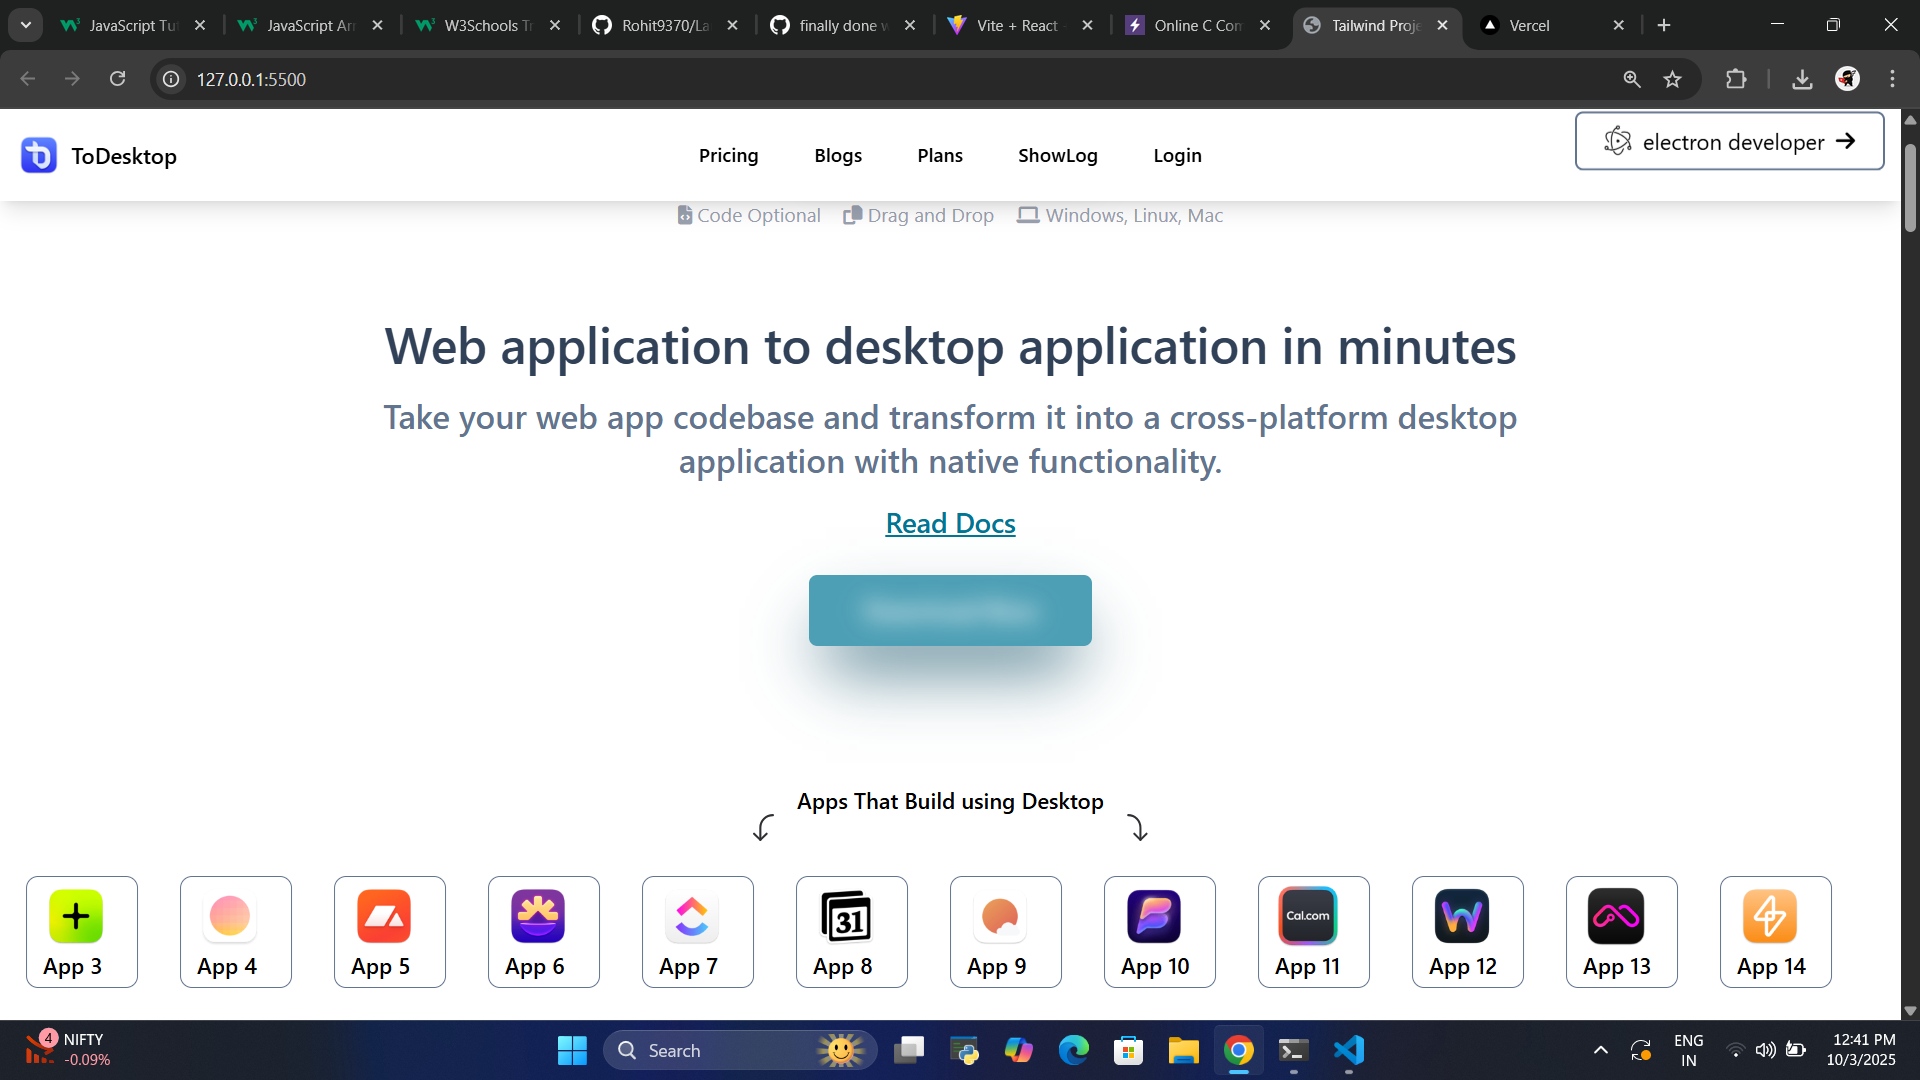 JavaScript Tut
JavaScript Arr
W3Schools Tr
Rohit9370/La
finally done w
Vite + React -
Online C Com
Tailwind Proje
Vercel
127.0.0.1:5500
ToDesktop
Pricing
Blogs
Plans
ShowLog
Login
electron developer
Code Optional
Drag and Drop
Windows, Linux, Mac
Web application to desktop application in minutes
Take your web app codebase and transform it into a cross-platform desktop
application with native functionality.
Read Docs
Apps That Build using Desktop
31
Cal.com
App 3
App 4
App 5
App 6
App 7
App 8
App 9
App 10
App 11
App 12
App 13
App 14
4
NIFTY
-0.09%
Search
ENG
IN
12:41 PM
10/3/2025